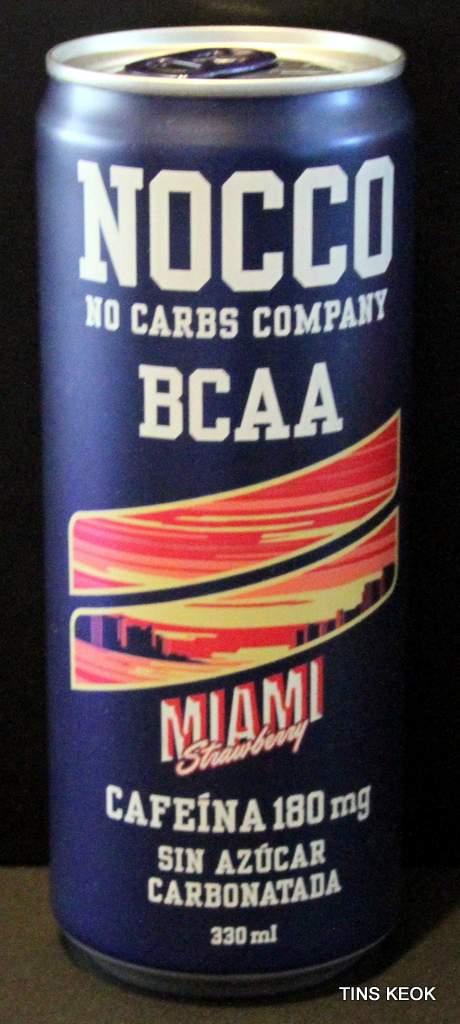 NOCCO
NO CARBS COMPANY
BCAA
MIAMI
Strawberry
CAFEÍNA 180 mg
SIN AZÚCAR
CARBONATADA
330 ml
TINS KEOK